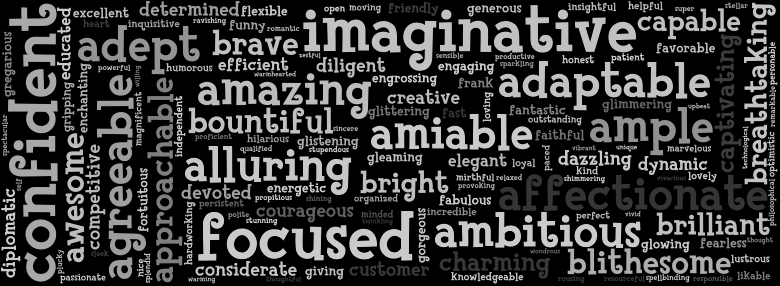 excellent
determined
flexible
open
moving
friendly
generous
insightful
helpful
super
stellar
heart
inquisitive
ravishing
funny
romantic
imaginative
capable
gregarious
confident
educated
adept
brave
favorable
powerful
humorous
efficient
diligent
zestful
sensible
productive
sparkling
honest
patient
engaging
warmhearted
engrossing
frank
adaptable
captivating
breathtaking
personable
remarkable
optimistic
philosophical
technological
gripping
enchanting
agreeable
willing
magnificent
approachable
independent
amazing
creative
loving
glittering
fast
fantastic
glimmering
upbeat
outstanding
bountiful
sincere
amiable
faithful
ample
proficient
hilarious
glistening
qualified
stupendous
vibrant
unique
marvelous
spectacular
self
awesome
competitive
fortuitous
alluring
gleaming
elegant
loyal
paced
dazzling
dynamic
kind
shimmering
lovely
mirthful
relaxed
provoking
vivacious
bright
energetic
devoted
propitious
shining
organized
fabulous
affectionate
persistent
polite
stunning
courageous
minded
twinkling
incredible
gorgeous
perfect
vivid
brilliant
diplomatic
hardworking
focused
ambitious
glowing
fearless
thought
wondrous
plucky
sleek
nice
splendid
passionate
considerate
giving
customer
charming
blithesome
lustrous
warming
thoughtful
Knowledgeable
rousing
resourceful
spellbinding
responsible
likable